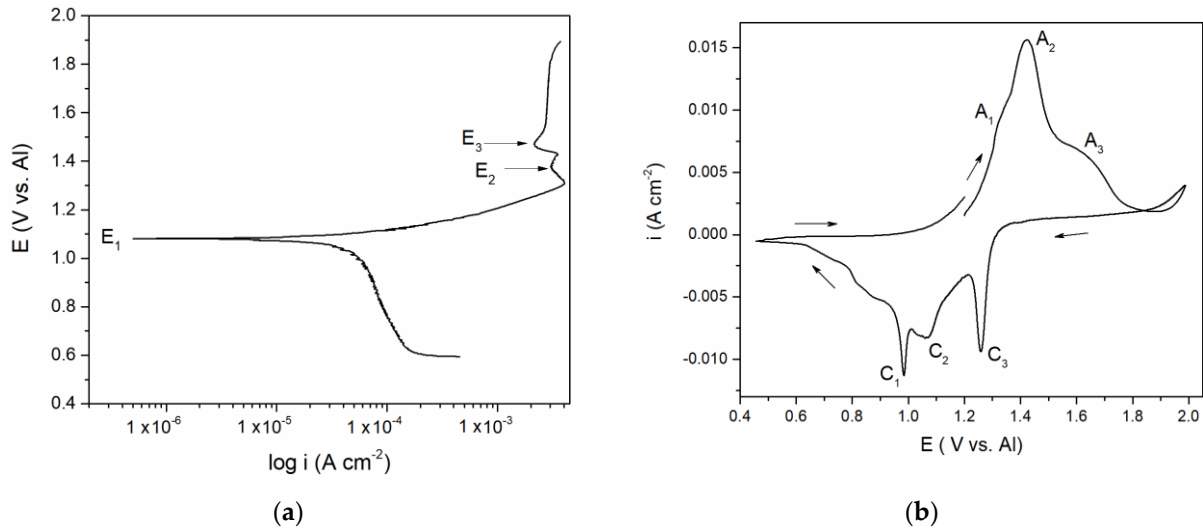 2.0
1.8
1.6
1.4
1.2
1.0
0.8
0.6
0.4
E (V vs. Al)
E₃
E₂
E₁
1 x10⁻⁶ 1 x10⁻⁵ 1 x10⁻⁴ 1 x10⁻³
log i (A cm⁻²)
(a)
0.015
0.010
0.005
0.000
-0.005
-0.010
i (A cm⁻²)
A₂
A₁
A₃
C₁
C₂
C₃
0.4 0.6 0.8 1.0 1.2 1.4 1.6 1.8 2.0
E ( V vs. Al)
(b)